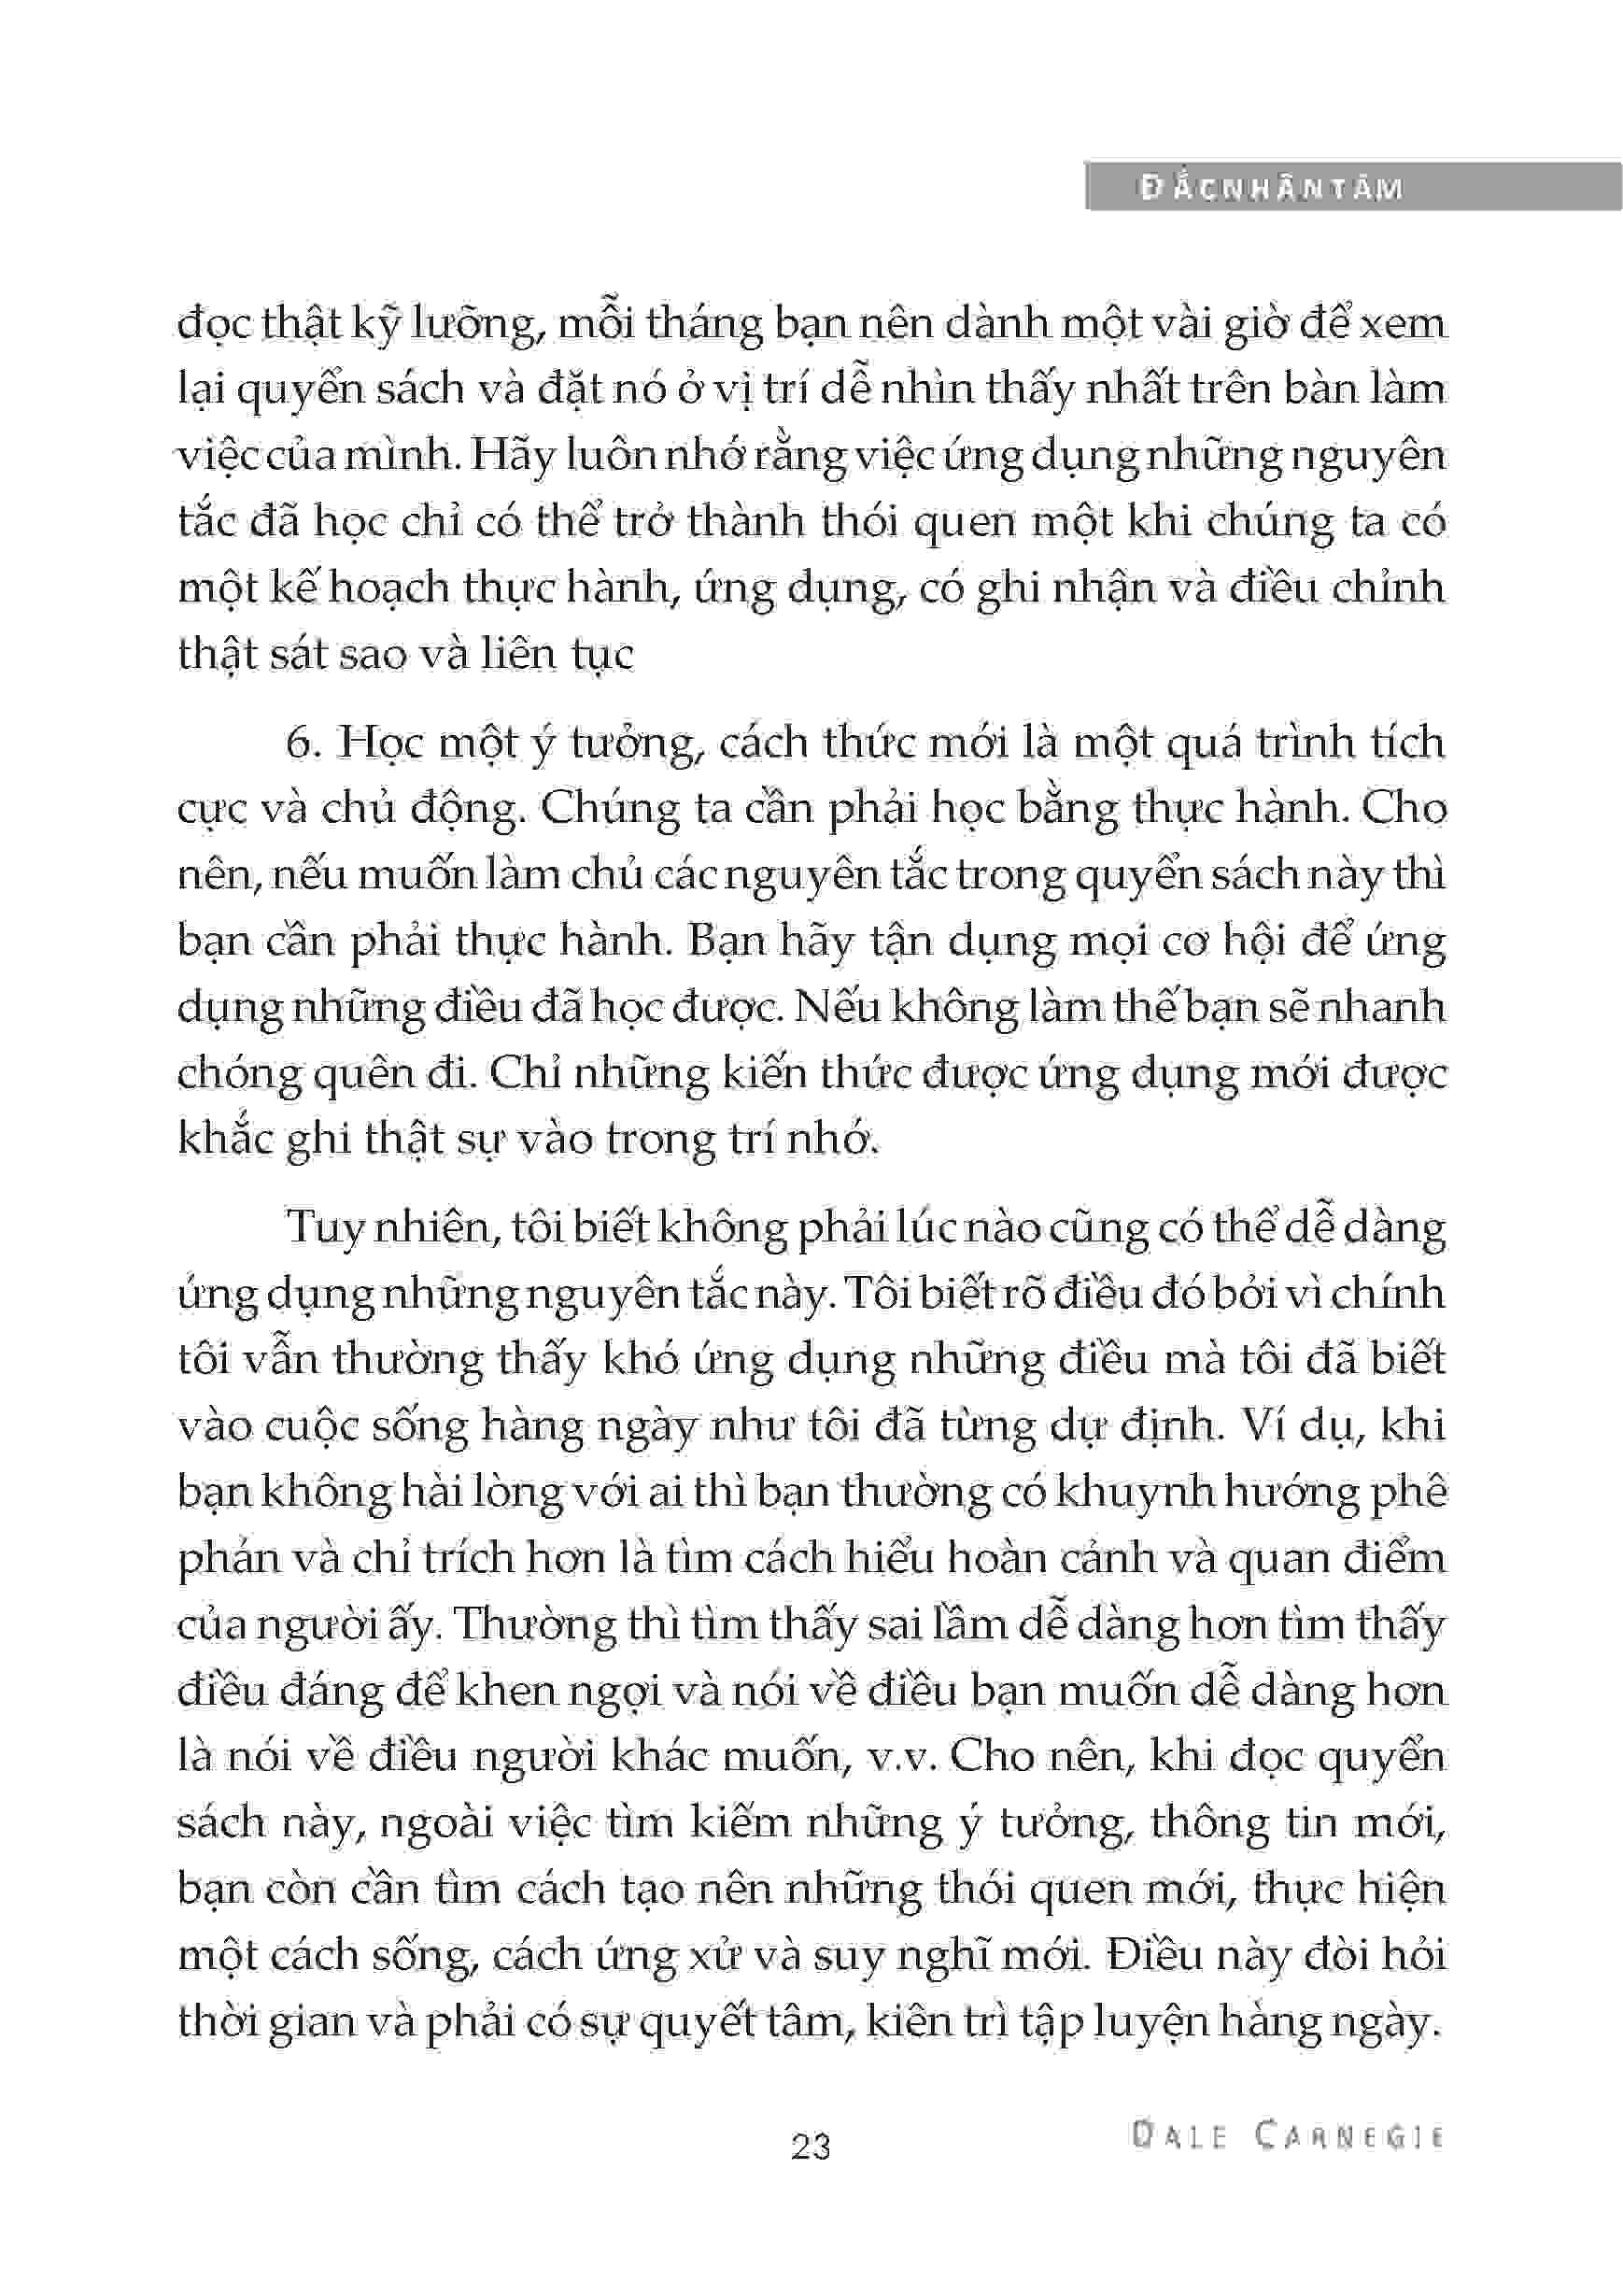 ĐẮCNHÂNTÂM
đọc thật kỹ lưỡng, mỗi tháng bạn nên dành một vài giờ để xem
lại quyển sách và đặt nó ở vị trí dễ nhìn thấy nhất trên bàn làm
việc của mình. Hãy luôn nhớ rằng việc ứng dụng những nguyên
tắc đã học chỉ có thể trở thành thói quen một khi chúng ta có
một kế hoạch thực hành, ứng dụng, có ghi nhận và điều chỉnh
thật sát sao và liên tục
6. Học một ý tưởng, cách thức mới là một quá trình tích
cực và chủ động. Chúng ta cần phải học bằng thực hành. Cho
nên, nếu muốn làm chủ các nguyên tắc trong quyển sách này thì
bạn cần phải thực hành. Bạn hãy tận dụng mọi cơ hội để ứng
dụng những điều đã học được. Nếu không làm thế bạn sẽ nhanh
chóng quên đi. Chỉ những kiến thức được ứng dụng mới được
khắc ghi thật sự vào trong trí nhớ.
Tuy nhiên, tôi biết không phải lúc nào cũng có thể dễ dàng
ứng dụng những nguyên tắc này. Tôi biết rõ điều đó bởi vì chính
tôi vẫn thường thấy khó ứng dụng những điều mà tôi đã biết
vào cuộc sống hàng ngày như tôi đã từng dự định. Ví dụ, khi
bạn không hài lòng với ai thì bạn thường có khuynh hướng phê
phán và chỉ trích hơn là tìm cách hiểu hoàn cảnh và quan điểm
của người ấy. Thường thì tìm thấy sai lầm dễ dàng hơn tìm thấy
điều đáng để khen ngợi và nói về điều bạn muốn dễ dàng hơn
là nói về điều người khác muốn, v.v. Cho nên, khi đọc quyển
sách này, ngoài việc tìm kiếm những ý tưởng, thông tin mới,
bạn còn cần tìm cách tạo nên những thói quen mới, thực hiện
một cách sống, cách ứng xử và suy nghĩ mới. Điều này đòi hỏi
thời gian và phải có sự quyết tâm, kiên trì tập luyện hàng ngày.
23
DALE CARNEGIE